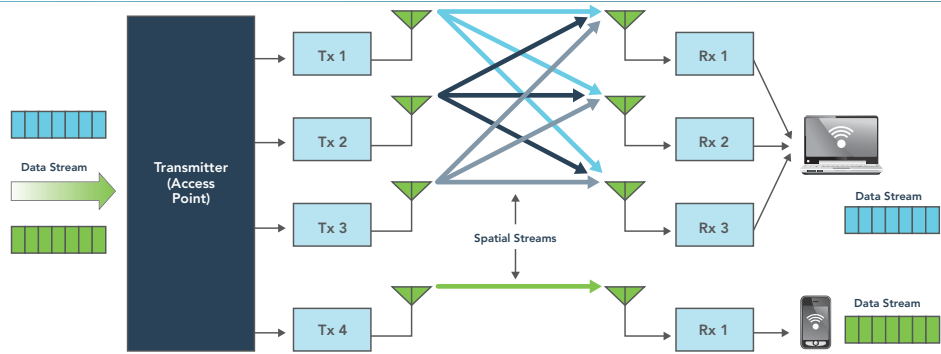 Tx 1
Rx 1
Tx 2
Rx 2
Data Stream
Transmitter
(Access
Point)
Data Stream
Tx 3
Spatial Streams
Rx 3
Data Stream
Tx 4
Rx 1